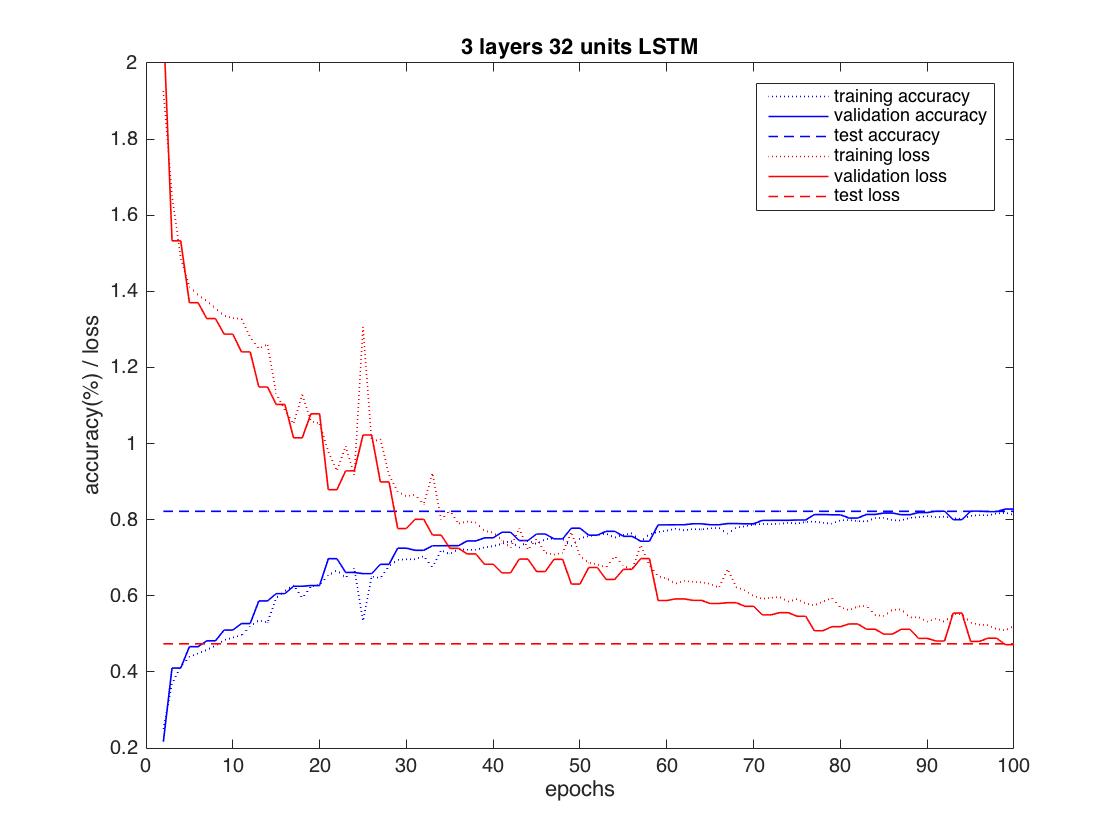 3 layers 32 units LSTM
training accuracy
validation accuracy
test accuracy
training loss
validation loss
test loss
2
1.8
1.6
1.4
1.2
1
0.8
0.6
0.4
0.2
accuracy(%) / loss
0 10 20 30 40 50 60 70 80 90 100
epochs